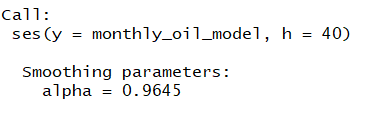 Call:
ses(y = monthly_oil_model, h = 40)
Smoothing parameters:
alpha = 0.9645